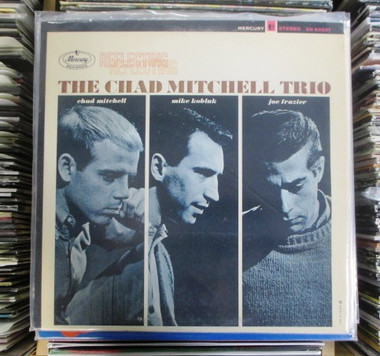 MERCURY STEREO
Mercury
REFLECTING
THE CHAD MITCHELL TRIO
chad mitchell mike kobluk joe frazier